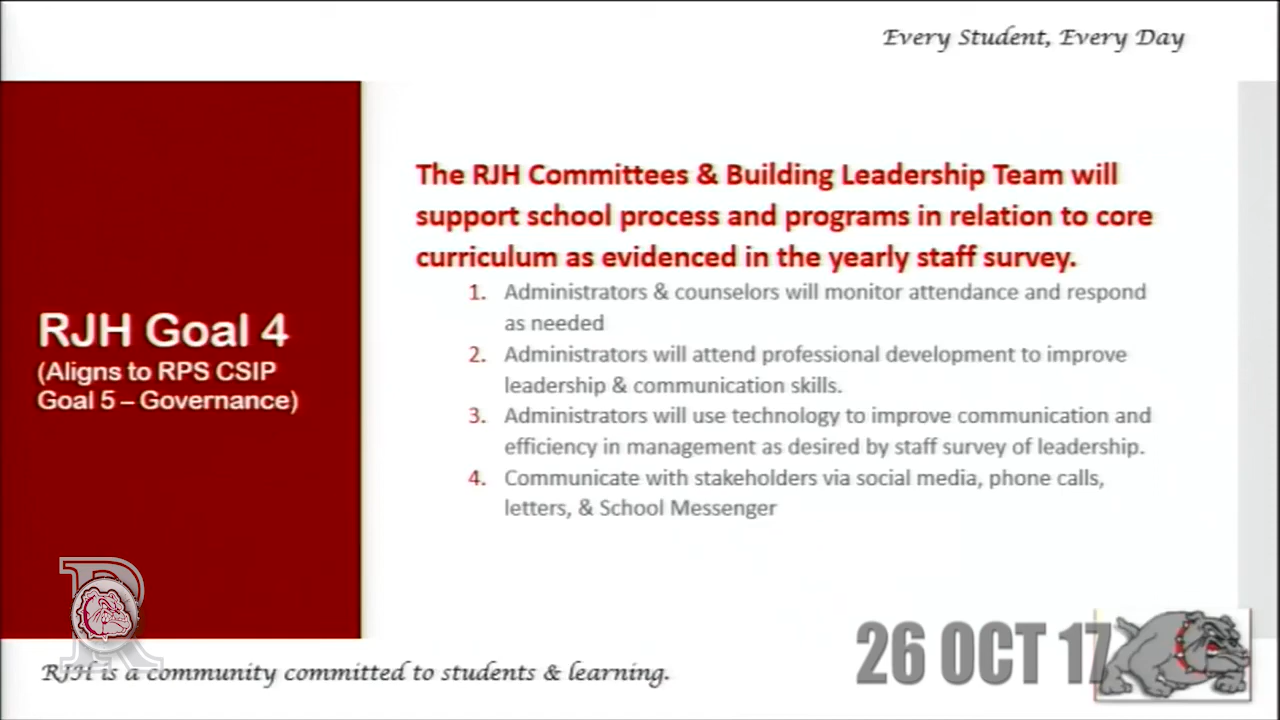 Every Student, Every Day
RJH Goal 4
(Aligns to RPS CSIP
Goal 5 – Governance)
The RJH Committees & Building Leadership Team will
support school process and programs in relation to core
curriculum as evidenced in the yearly staff survey.
1. Administrators & counselors will monitor attendance and respond
as needed
2. Administrators will attend professional development to improve
leadership & communication skills.
3. Administrators will use technology to improve communication and
efficiency in management as desired by staff survey of leadership.
4. Communicate with stakeholders via social media, phone calls,
letters, & School Messenger
R
RJH is a community committed to students & learning.
26 OCT 17